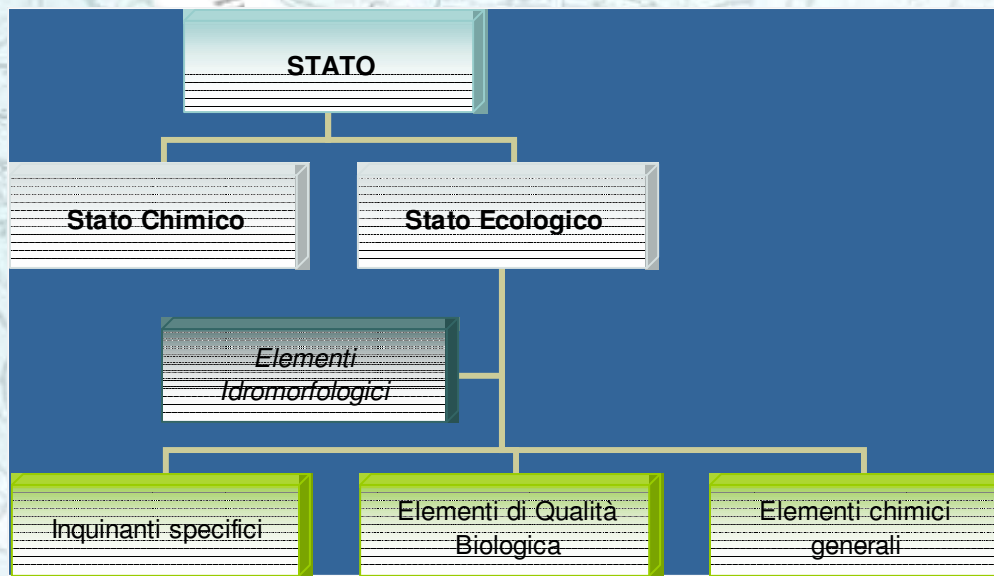 STATO
Stato Chimico
Stato Ecologico
Elementi
Idromorfologici
Inquinanti specifici
Elementi di Qualità
Biologica
Elementi chimici
generali